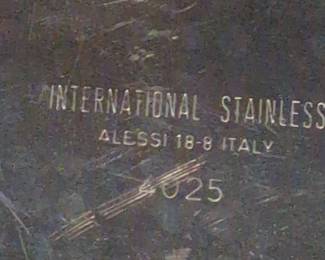 INTERNATIONAL STAINLESS
ALESSI 18-8 ITALY
4025